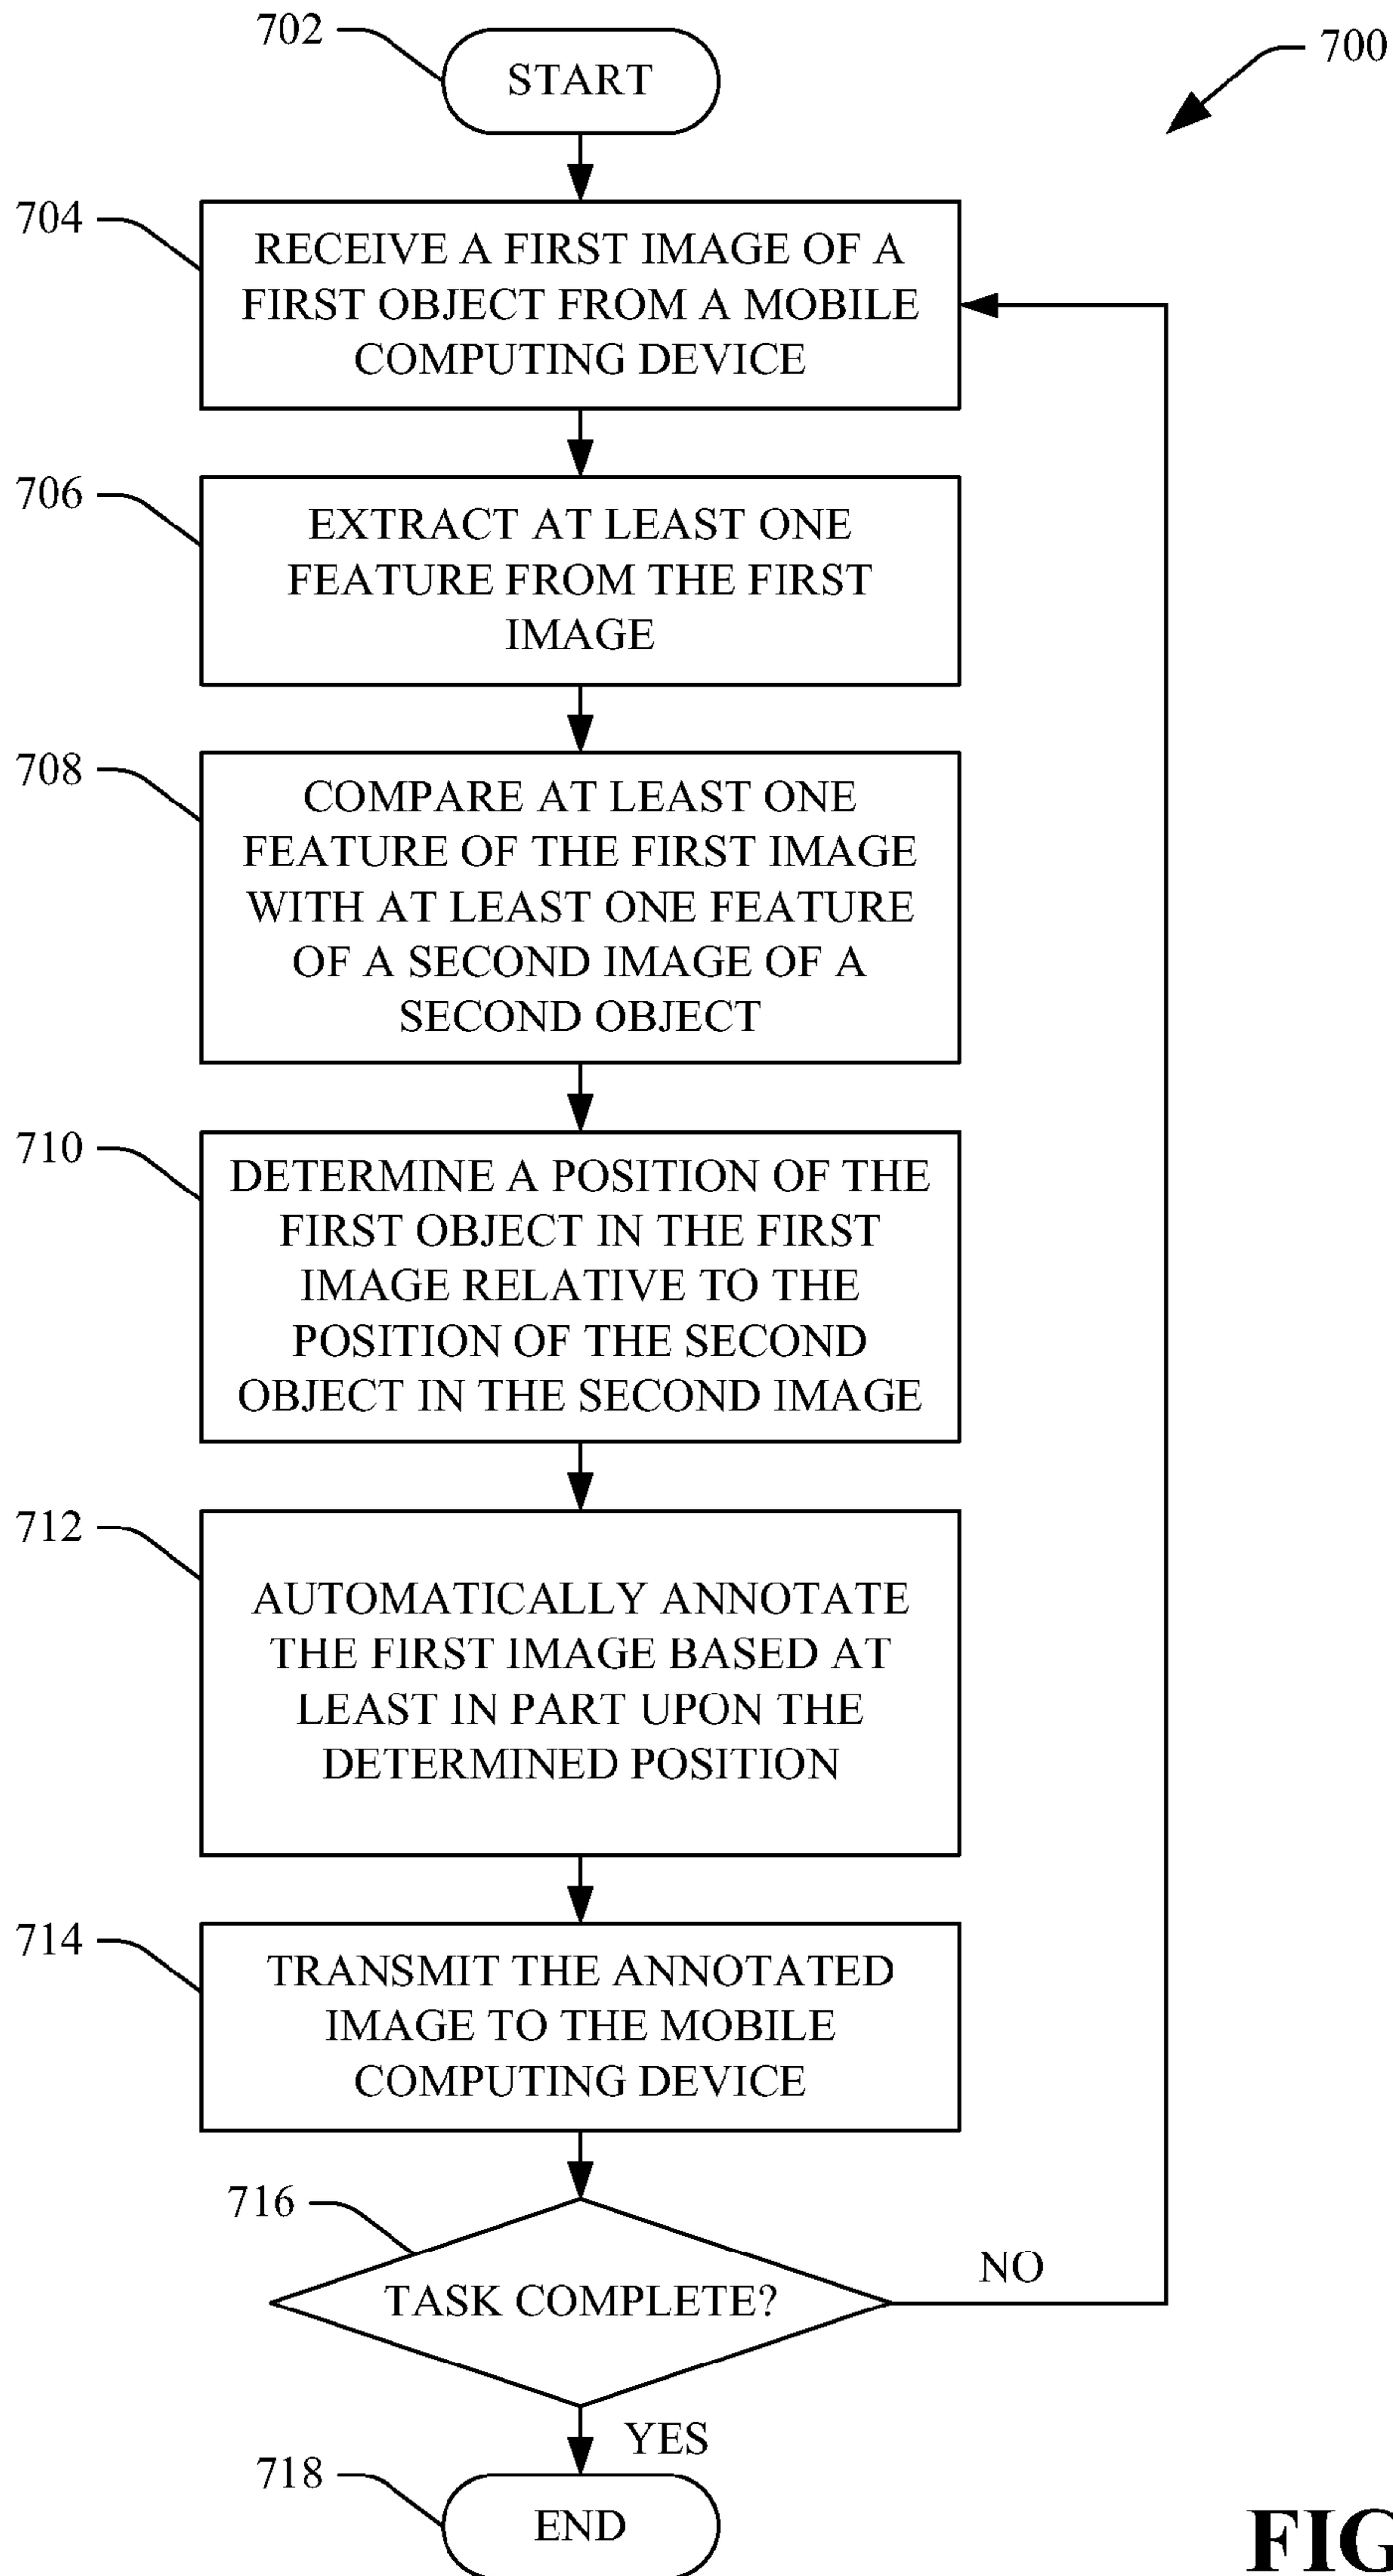 702
START
700
704
RECEIVE A FIRST IMAGE OF A
FIRST OBJECT FROM A MOBILE
COMPUTING DEVICE
706
EXTRACT AT LEAST ONE
FEATURE FROM THE FIRST
IMAGE
708
COMPARE AT LEAST ONE
FEATURE OF THE FIRST IMAGE
WITH AT LEAST ONE FEATURE
OF A SECOND IMAGE OF A
SECOND OBJECT
710
DETERMINE A POSITION OF THE
FIRST OBJECT IN THE FIRST
IMAGE RELATIVE TO THE
POSITION OF THE SECOND
OBJECT IN THE SECOND IMAGE
712
AUTOMATICALLY ANNOTATE
THE FIRST IMAGE BASED AT
LEAST IN PART UPON THE
DETERMINED POSITION
714
TRANSMIT THE ANNOTATED
IMAGE TO THE MOBILE
COMPUTING DEVICE
716
TASK COMPLETE?
NO
YES
718
END
FIG